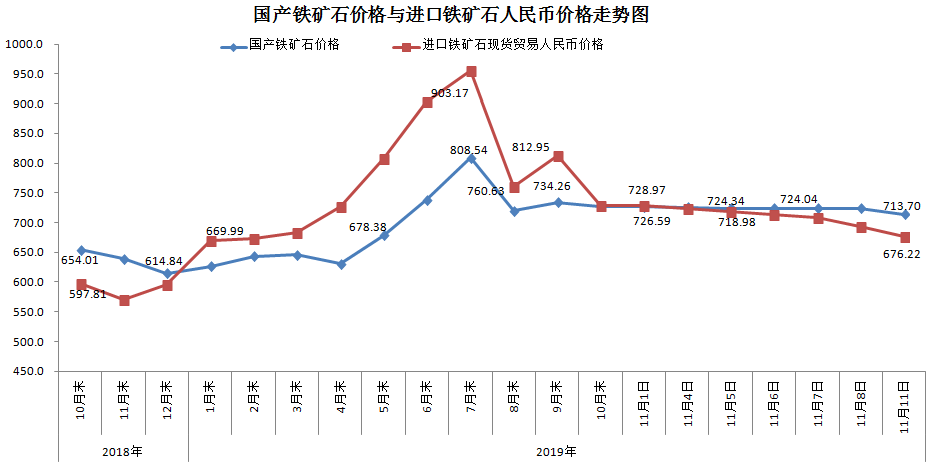 国产铁矿石价格与进口铁矿石人民币价格走势图
国产铁矿石价格
进口铁矿石现货贸易人民币价格
1000.0
950.0
900.0
850.0
800.0
750.0
700.0
650.0
600.0
550.0
500.0
450.0
654.01
597.81
614.84
669.99
678.38
903.17
808.54
760.63
812.95
734.26
728.97
726.59
724.34
718.98
724.04
713.70
676.22
10月末
11月末
12月末
1月末
2月末
3月末
4月末
5月末
6月末
7月末
8月末
9月末
10月末
11月1日
11月4日
11月5日
11月6日
11月7日
11月8日
11月11日
2018年
2019年